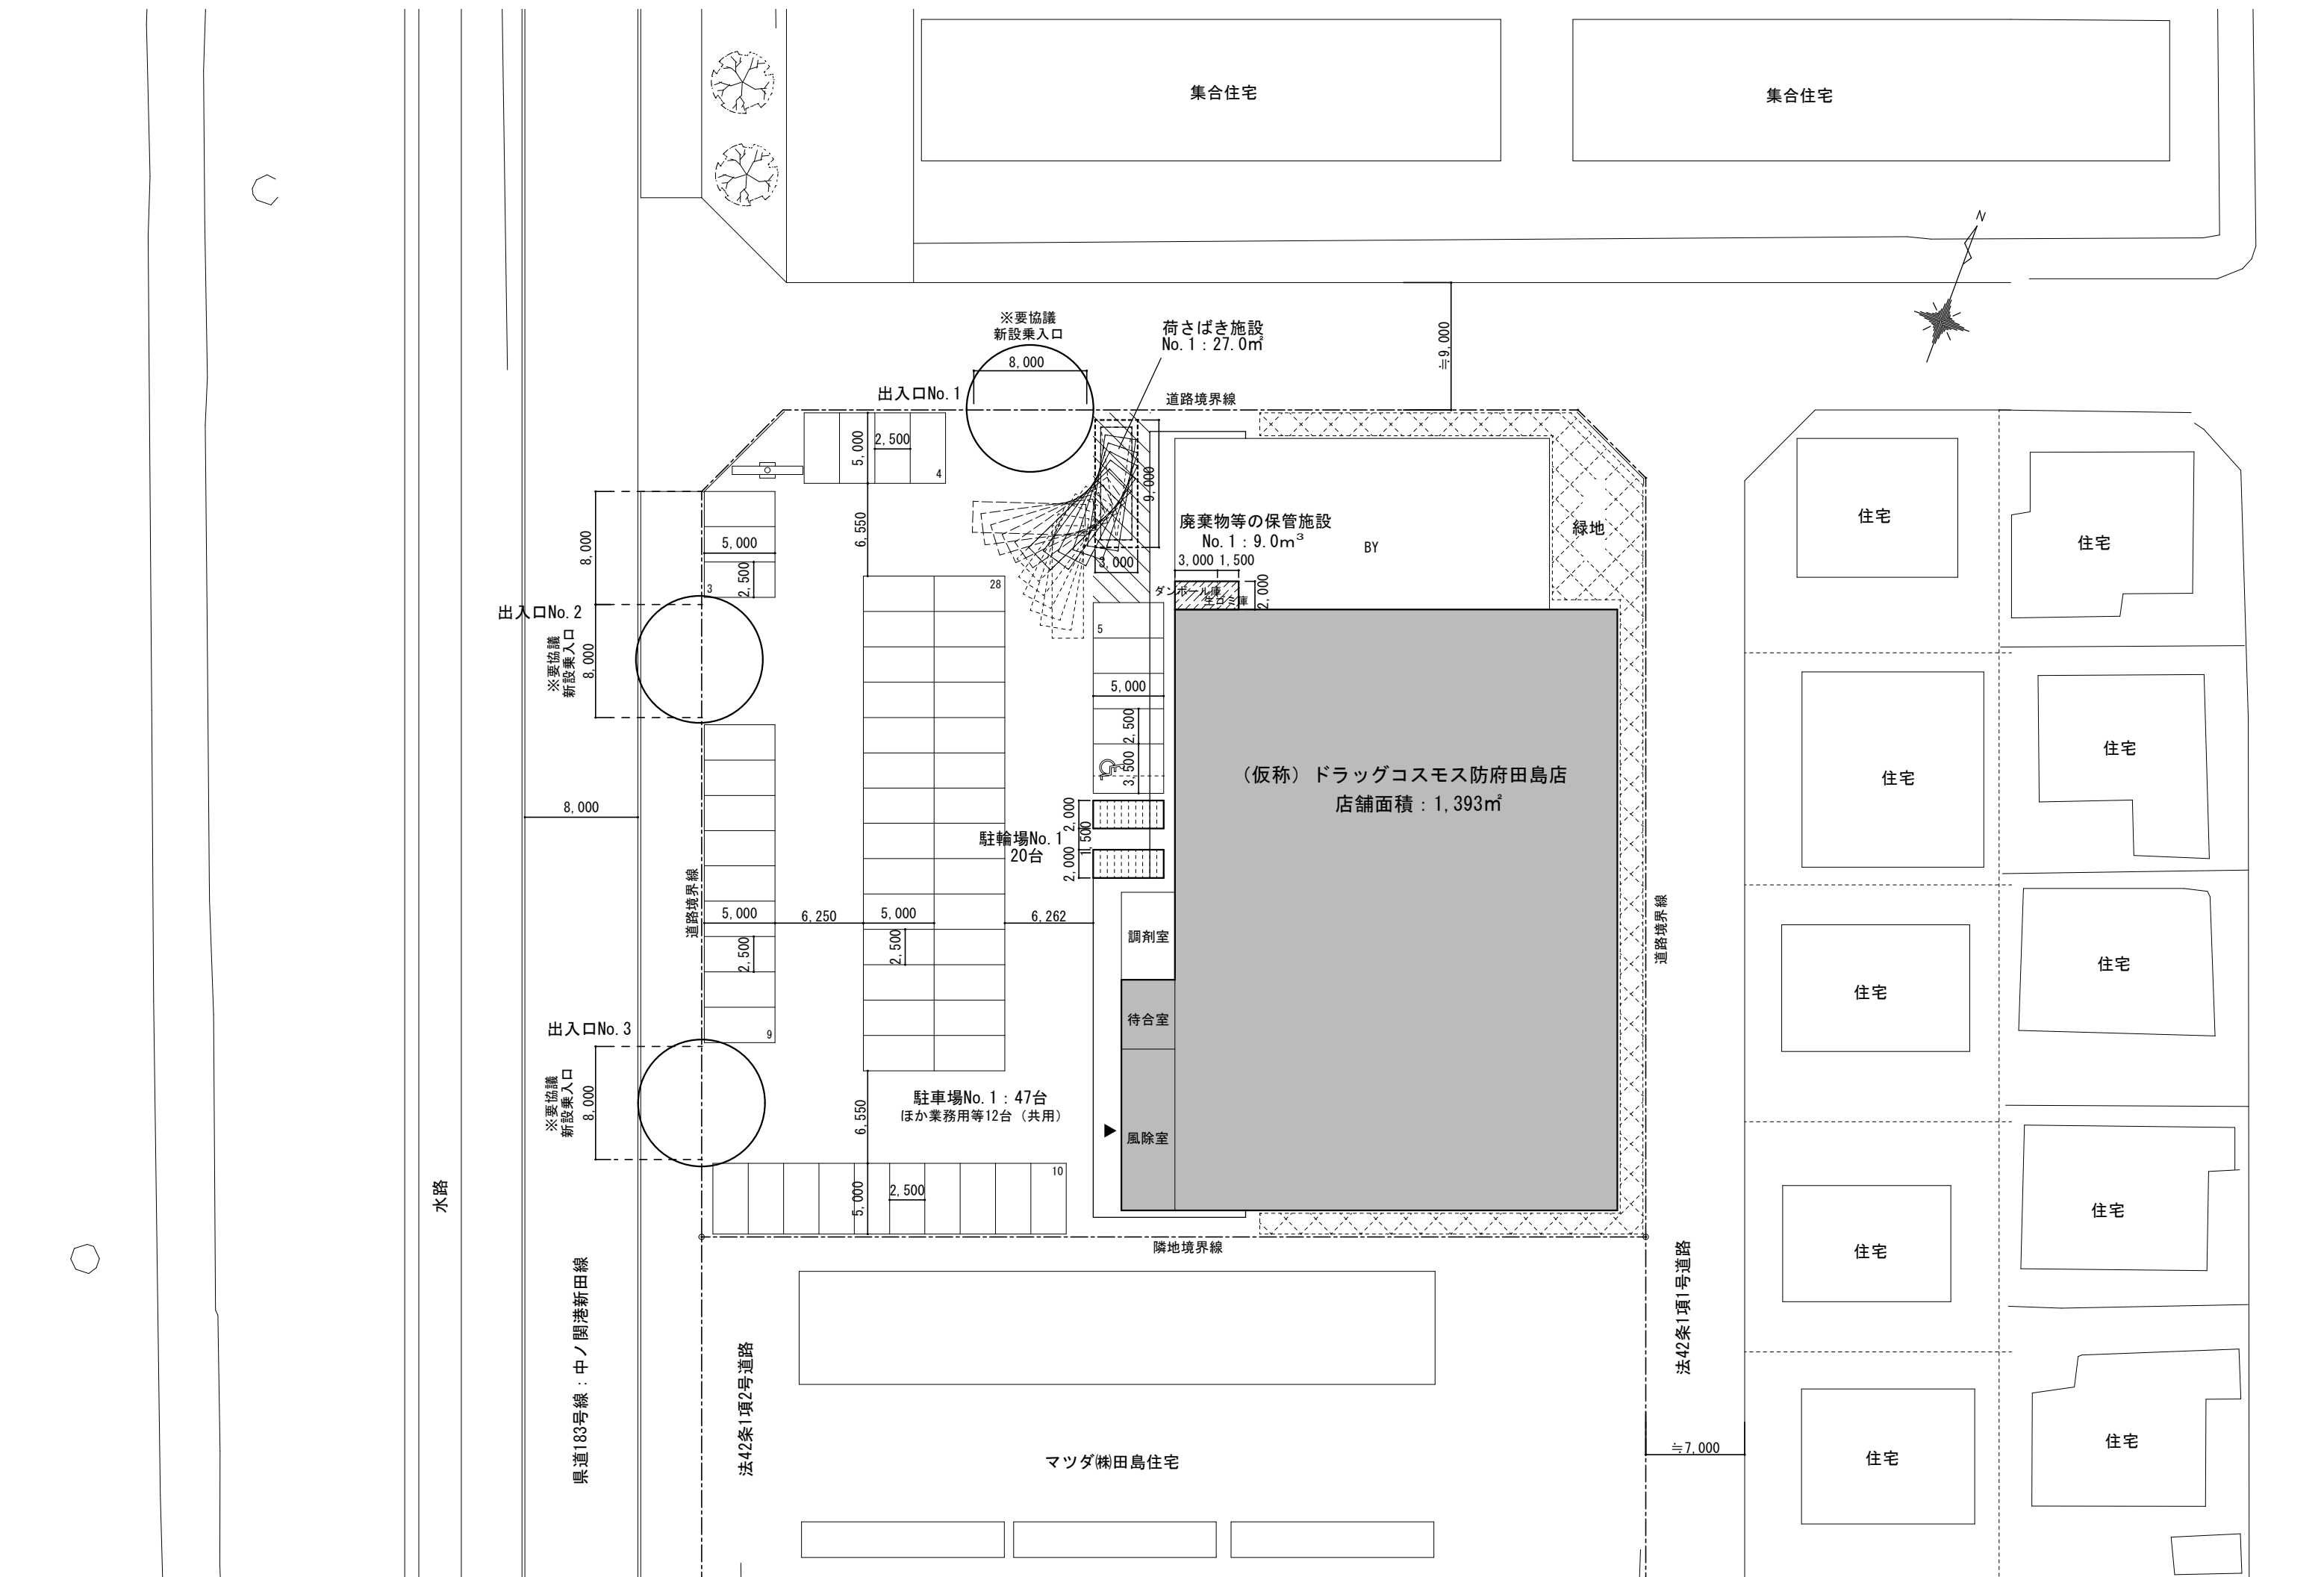 集合住宅
集合住宅
N
※要協議
新設乗入口
8,000
荷さばき施設
No.1：27.0㎡
≒9,000
出入口No.1
道路境界線
5,000
2,500
4
9,000
3,000
6,550
8,000
5,000
2,500
3
出入口No.2
※要協議
新設乗入口
8,000
28
廃棄物等の保管施設
No.1：9.0m³
3,000
1,500
2,000
ダンボール庫
生ゴミ庫
BY
緑地
5
5,000
2,500
3,500
（仮称）ドラッグコスモス防府田島店
店舗面積：1,393㎡
8,000
駐輪場No.1
20台
2,000
1,500
2,000
道路境界線
5,000
6,250
5,000
6,262
2,500
2,500
9
調剤室
待合室
風除室
道路境界線
出入口No.3
※要協議
新設乗入口
8,000
駐車場No.1：47台
ほか業務用等12台（共用）
6,550
10
5,000
2,500
隣地境界線
水路
県道183号線：中ノ関港新田線
法42条1項2号道路
マツダ㈱田島住宅
法42条1項1号道路
≒7,000
住宅
住宅
住宅
住宅
住宅
住宅
住宅
住宅
住宅
住宅